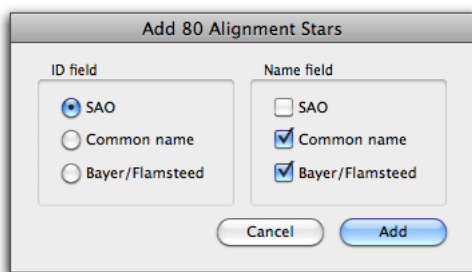 Add 80 Alignment Stars
ID field
SAO
Common name
Bayer/Flamsteed
Name field
SAO
Common name
Bayer/Flamsteed
Cancel
Add